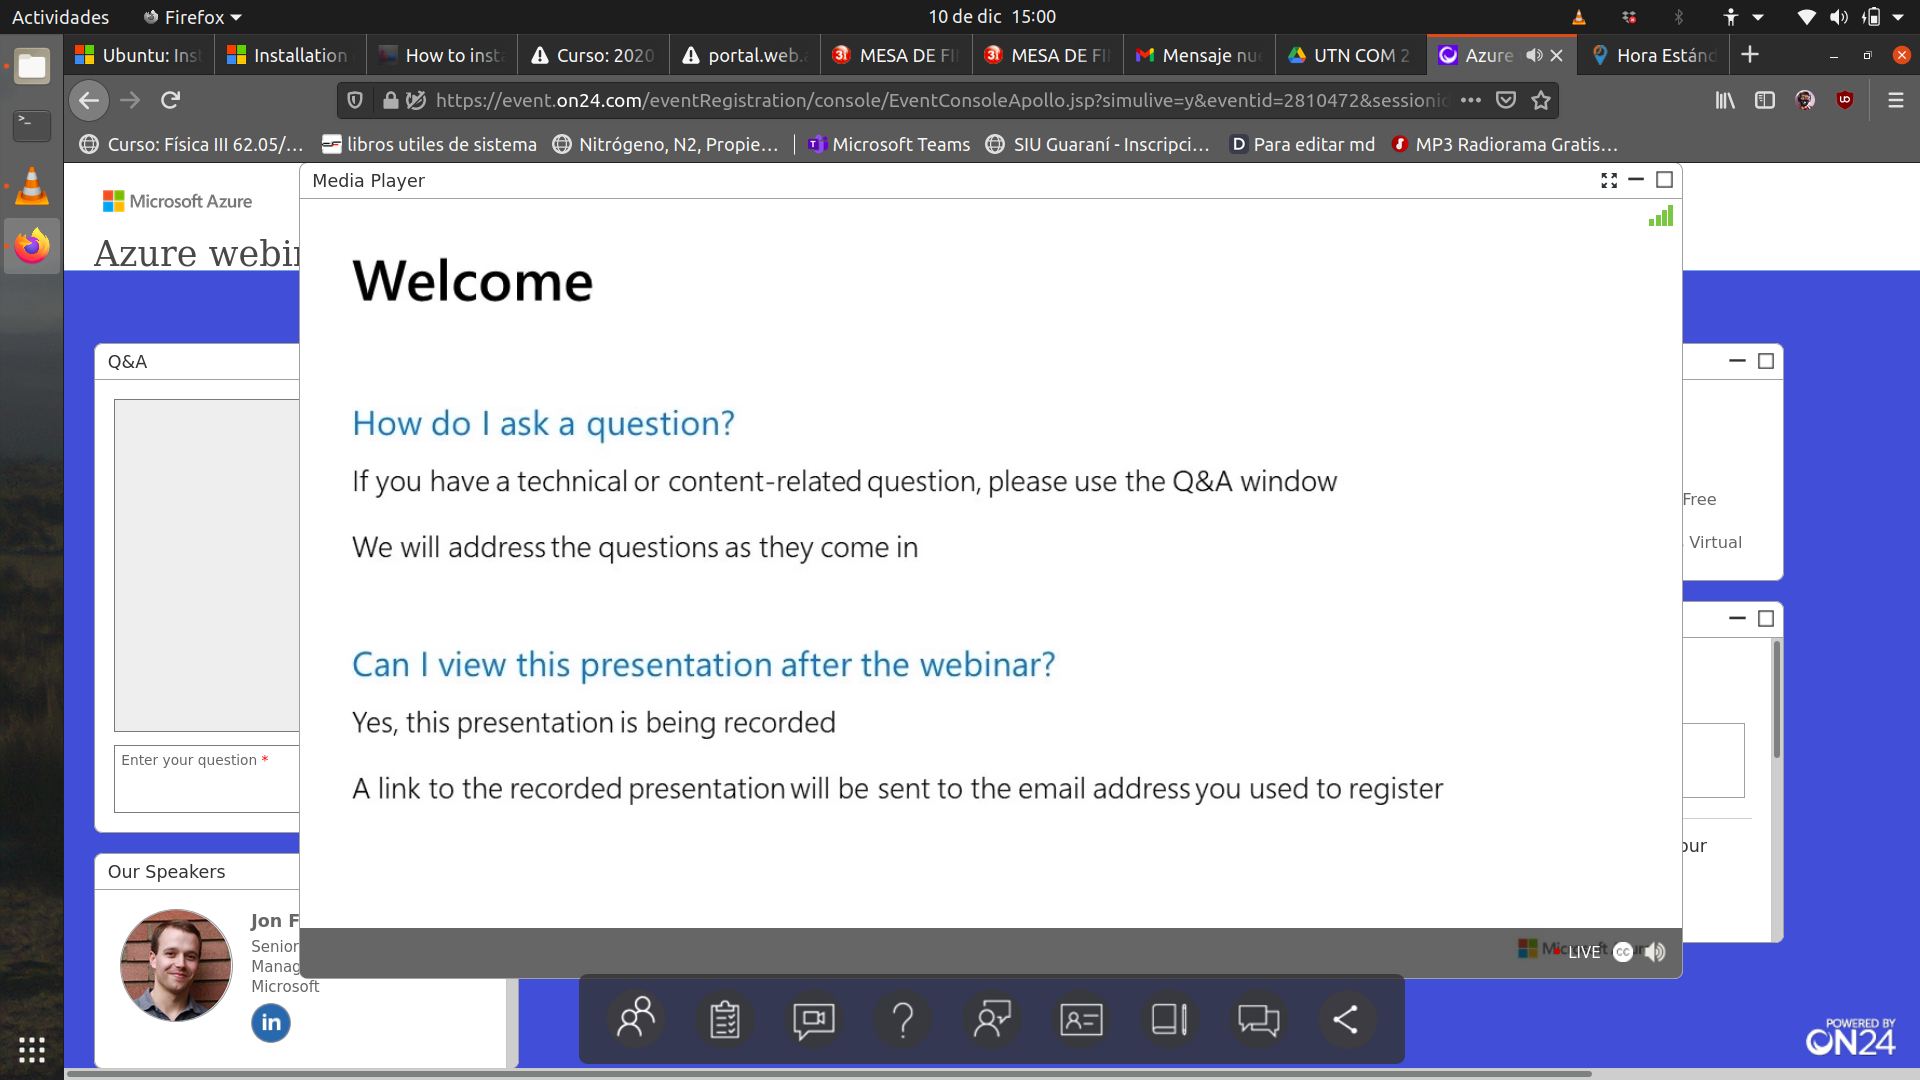 Actividades
Firefox
10 de dic 15:00
Ubuntu: Ins
Installation
How to inst
Curso: 2020
portal.web.a
MESA DE FI
MESA DE FI
Mensaje nue
UTN COM 2
Azure
Hora Estánd
https://event.on24.com/eventRegistration/console/EventConsoleApollo.jsp?simulive=y&eventid=2810472&sessionid
Curso: Física III 62.05/...
libros utiles de sistema
Nitrógeno, N2, Propie...
Microsoft Teams
SIU Guaraní - Inscripci...
Para editar md
MP3 Radiorama Gratis...
Microsoft Azure
Azure webin
Media Player
Welcome
How do I ask a question?
If you have a technical or content-related question, please use the Q&A window
We will address the questions as they come in
Can I view this presentation after the webinar?
Yes, this presentation is being recorded
A link to the recorded presentation will be sent to the email address you used to register
LIVE
CC
Q&A
Enter your question *
Our Speakers
Jon F
Senior
Manag
Microsoft
in
Free
Virtual
our
POWERED BY
ON24